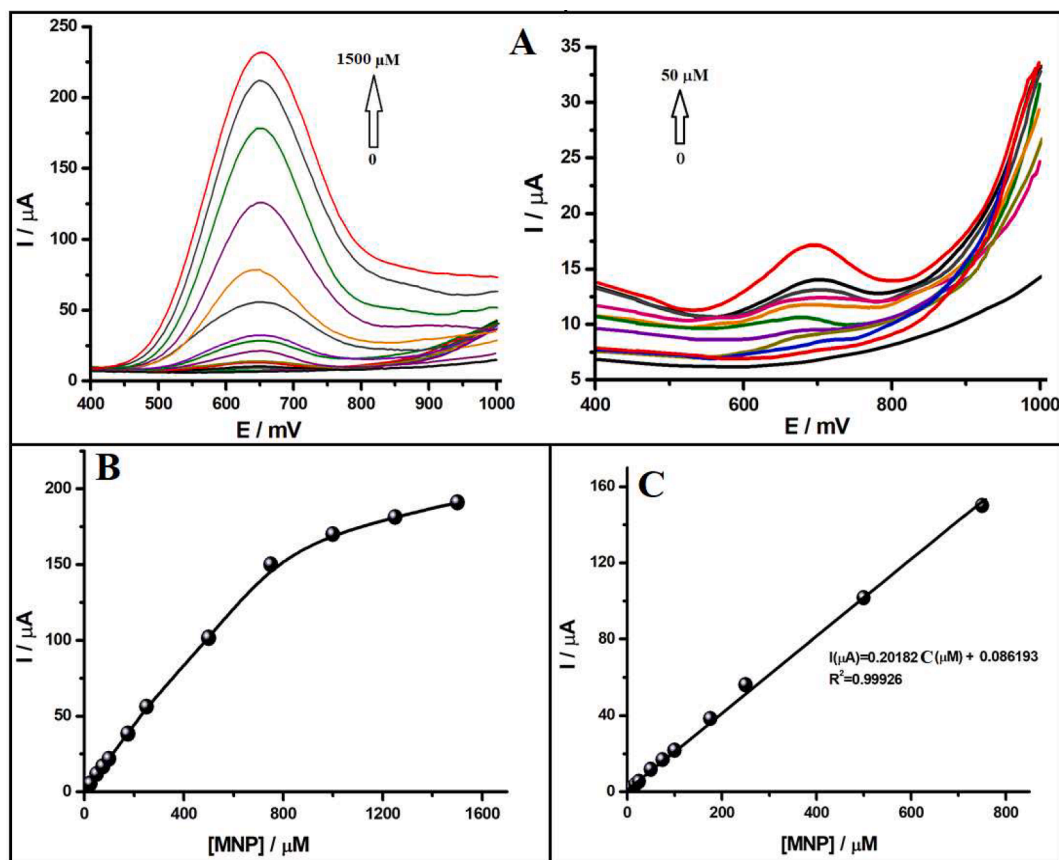 A
250
200
150
100
50
0
I / µA
1500 µM
0
400 500 600 700 800 900 1000
E / mV
35
30
25
20
15
10
5
I / µA
50 µM
0
400 600 800 1000
E / mV
B
200
150
100
50
0
I / µA
0 400 800 1200 1600
[MNP] / µM
C
160
120
80
40
0
I / µA
I(µA)=0.20182 C(µM) + 0.086193
R²=0.99926
0 200 400 600 800
[MNP] / µM